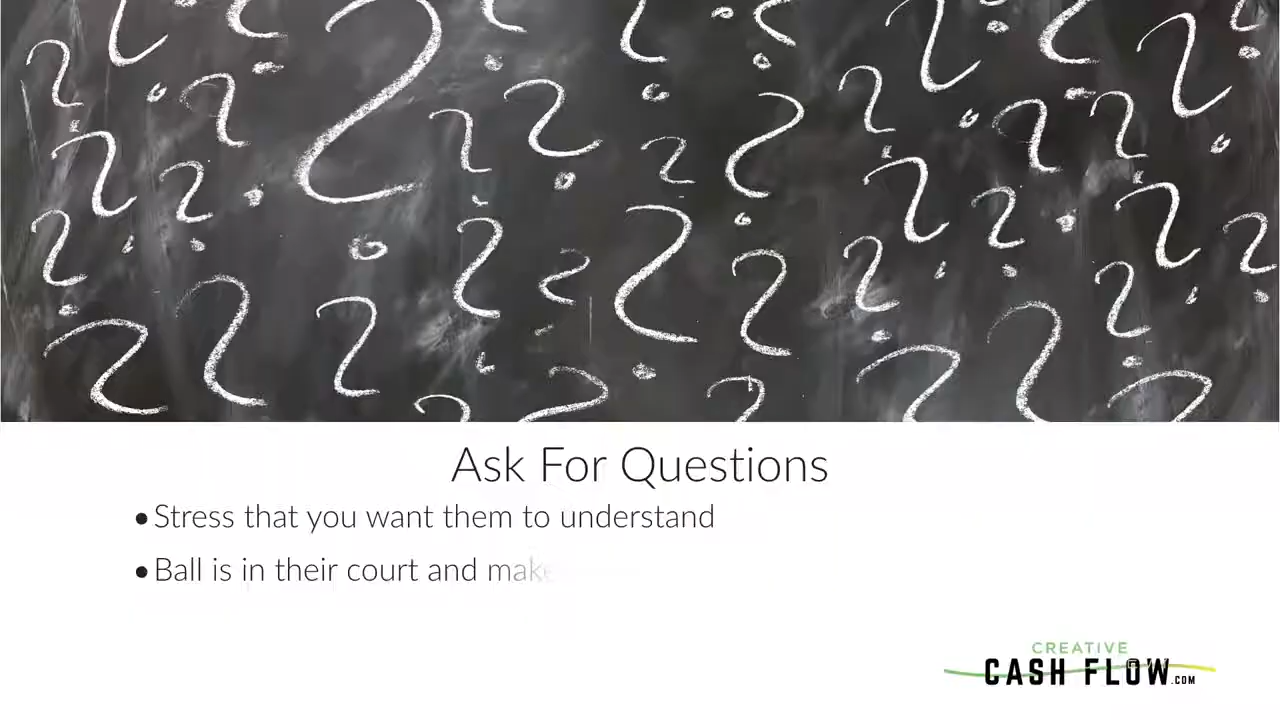 Ask For Questions
• Stress that you want them to understand
• Ball is in their court and make
CREATIVE
CASH FLOW.COM